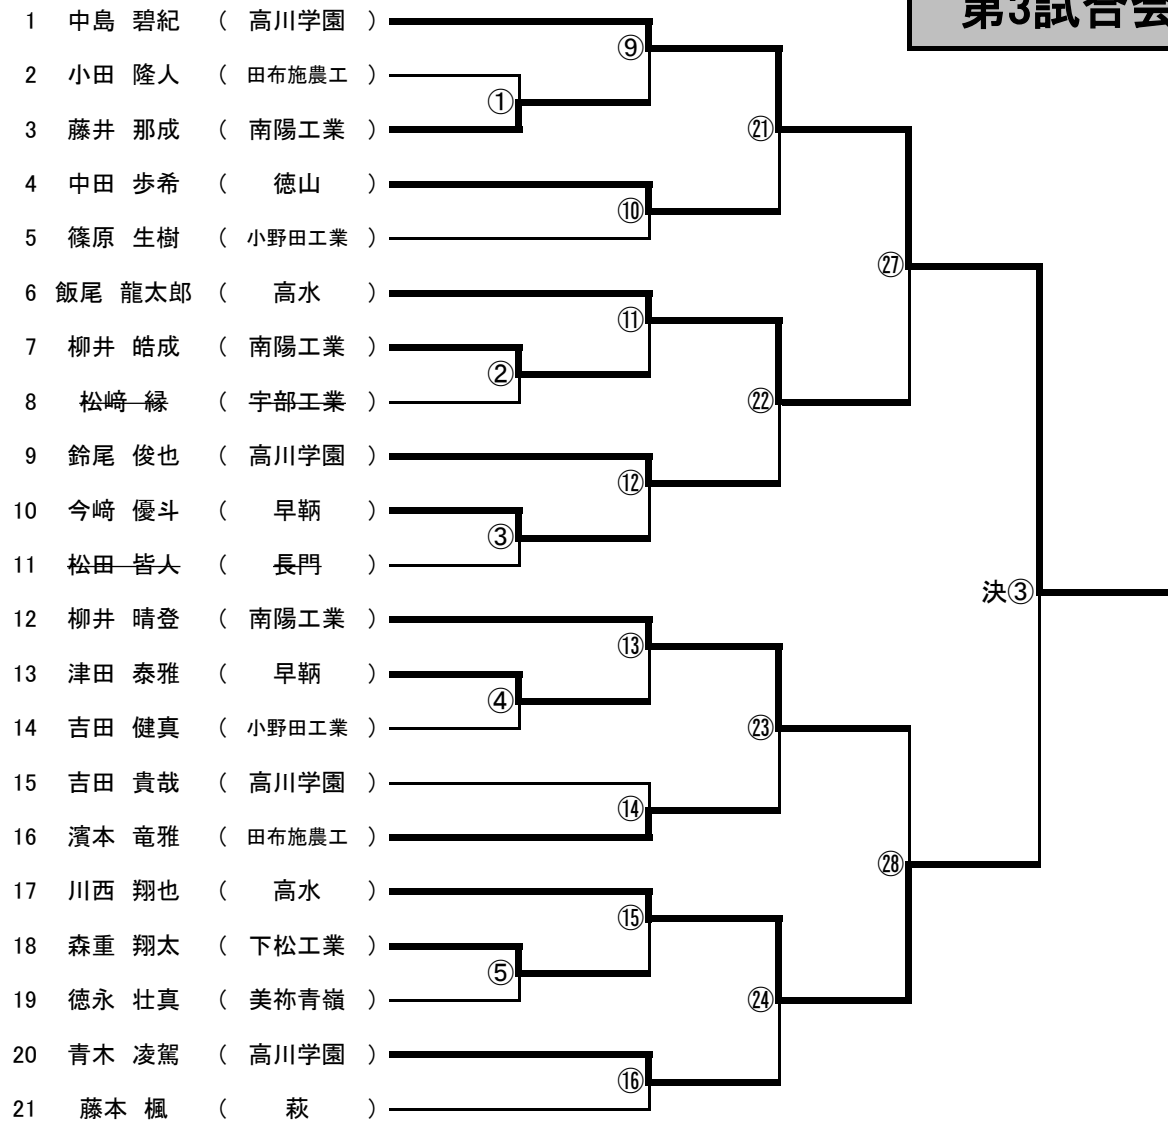 第3試合会
1 中島 碧紀 ( 高川学園 )
⑨
2 小田 隆人 ( 田布施農工 )
①
3 藤井 那成 ( 南陽工業 )
㉑
4 中田 歩希 ( 徳山 )
⑩
5 篠原 生樹 ( 小野田工業 )
㉗
6 飯尾 龍太郎 ( 高水 )
⑪
7 柳井 皓成 ( 南陽工業 )
②
8 松﨑 縁 ( 宇部工業 )
㉒
9 鈴尾 俊也 ( 高川学園 )
⑫
10 今﨑 優斗 ( 早鞆 )
③
11 松田 皆人 ( 長門 )
決③
12 柳井 晴登 ( 南陽工業 )
⑬
13 津田 泰雅 ( 早鞆 )
④
14 吉田 健真 ( 小野田工業 )
㉓
15 吉田 貴哉 ( 高川学園 )
⑭
16 濱本 竜雅 ( 田布施農工 )
㉘
17 川西 翔也 ( 高水 )
⑮
18 森重 翔太 ( 下松工業 )
⑤
19 徳永 壮真 ( 美祢青嶺 )
㉔
20 青木 凌駕 ( 高川学園 )
⑯
21 藤本 楓 ( 萩 )